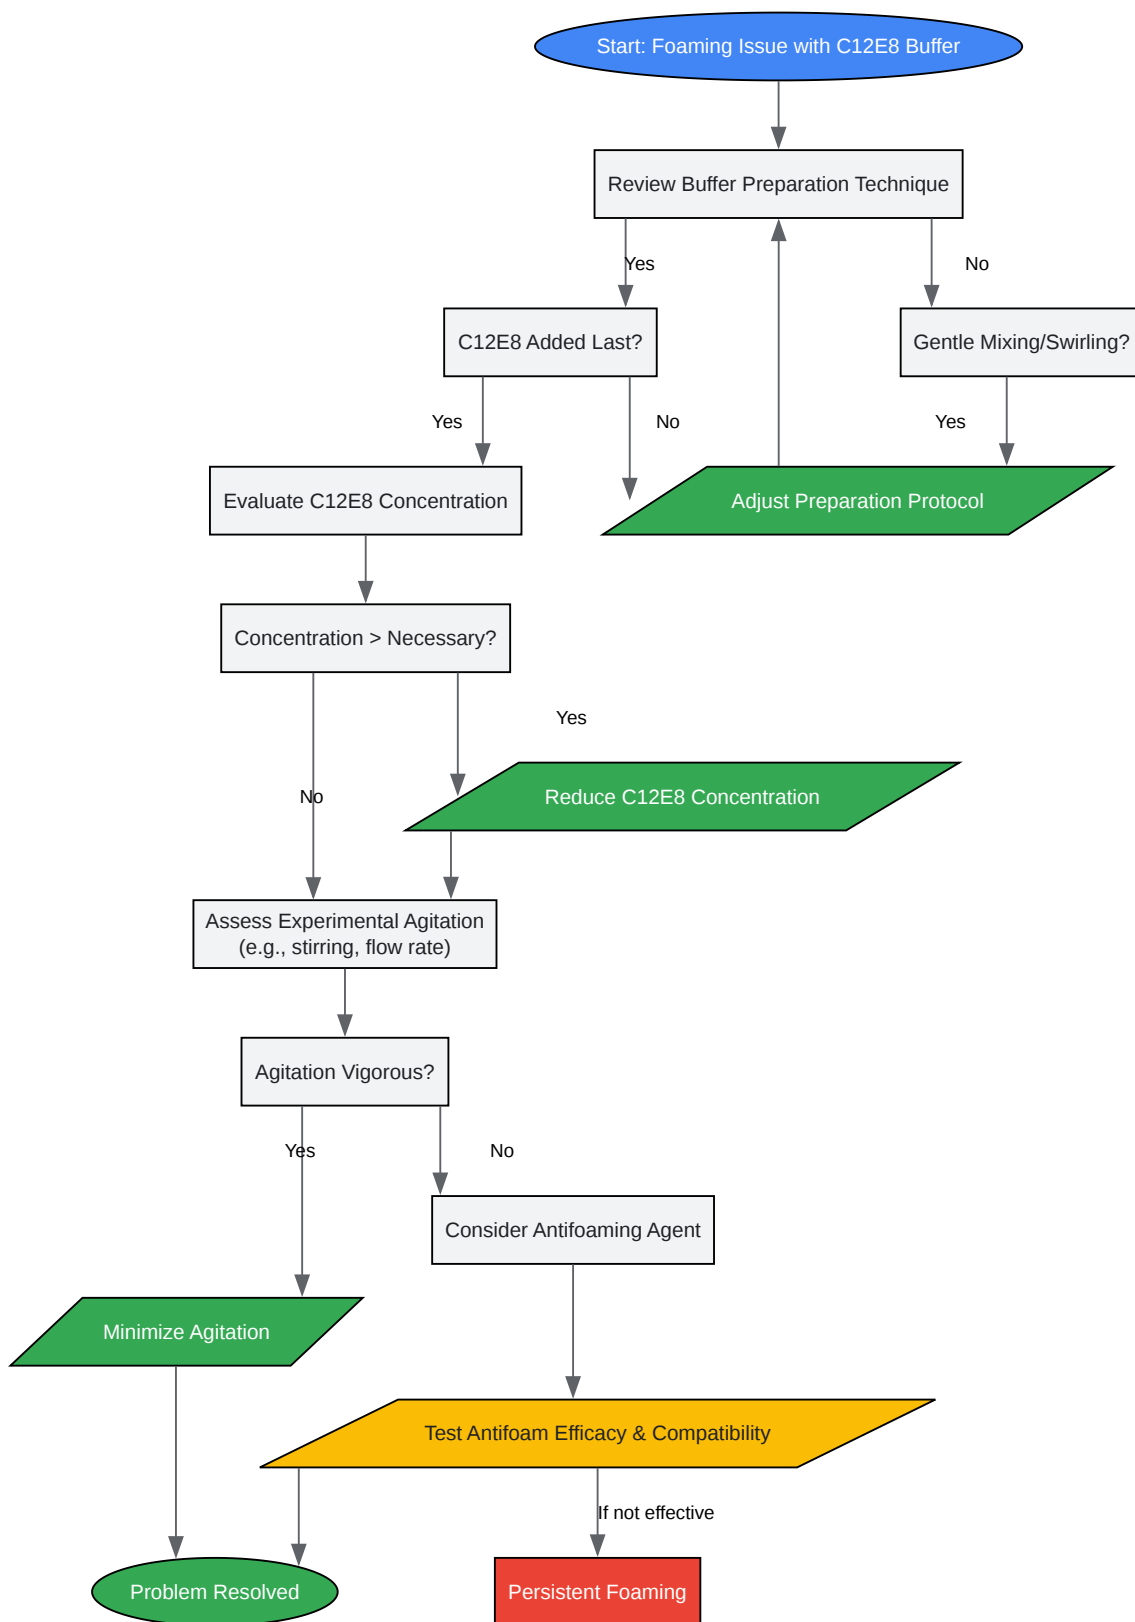 Start: Foaming Issue with C12E8 Buffer
Review Buffer Preparation Technique
Yes
No
C12E8 Added Last?
Gentle Mixing/Swirling?
Yes
No
Yes
Evaluate C12E8 Concentration
Adjust Preparation Protocol
Concentration > Necessary?
Yes
No
Reduce C12E8 Concentration
Assess Experimental Agitation
(e.g., stirring, flow rate)
Agitation Vigorous?
Yes
No
Consider Antifoaming Agent
Minimize Agitation
Test Antifoam Efficacy & Compatibility
If not effective
Problem Resolved
Persistent Foaming